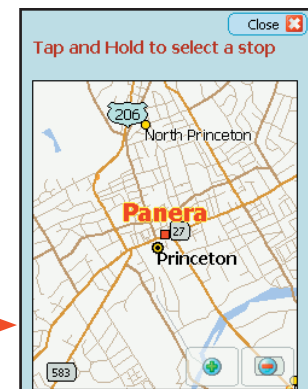 Close
Tap and Hold to select a stop
206
North Princeton
Panera
27
Princeton
583